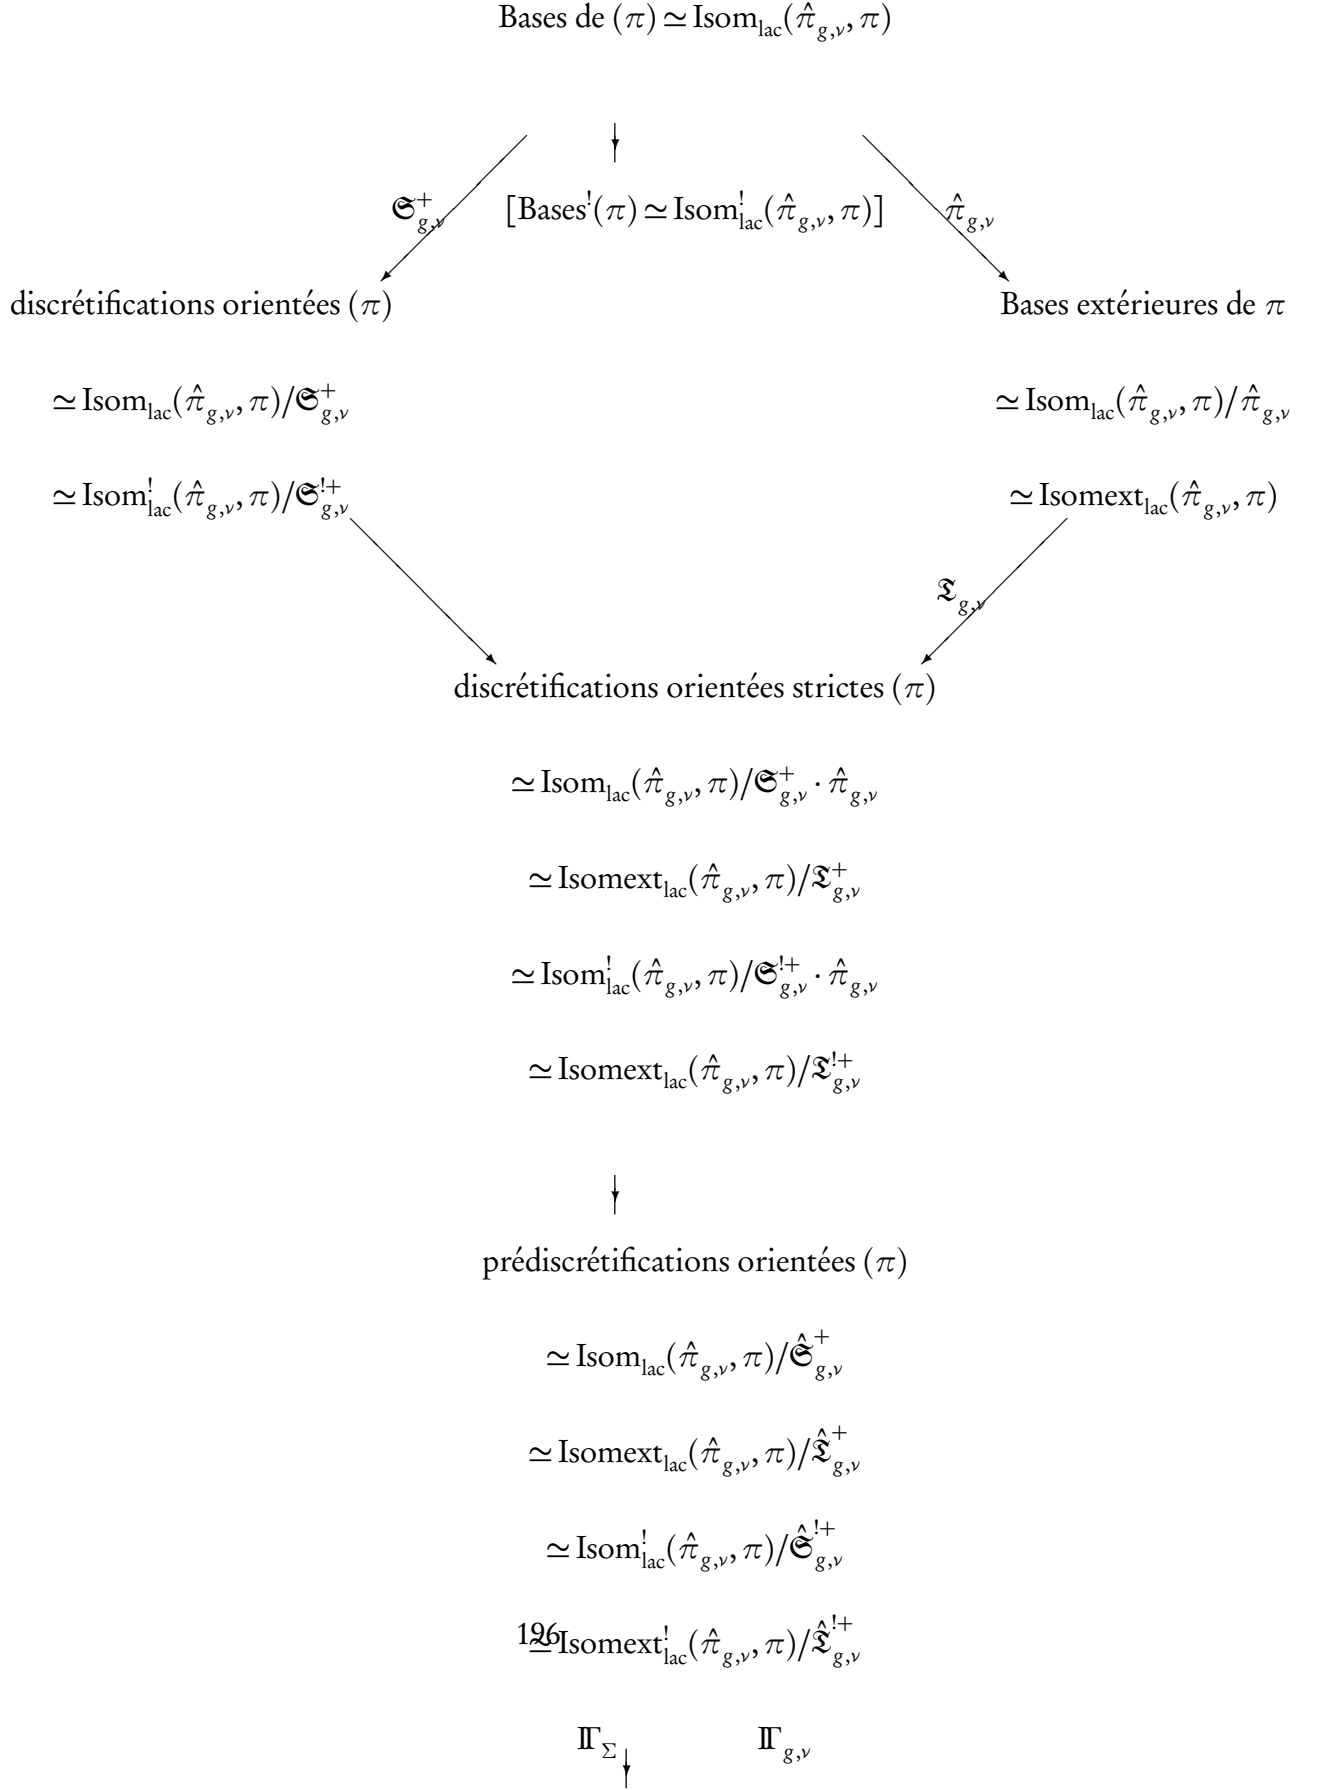 Bases de (π) ≃ Isom_lac(π̂_{g,ν}, π)
𝔖^+_{g,ν}
[Bases^!(π) ≃ Isom^!_lac(π̂_{g,ν}, π)]
π̂_{g,ν}
discrétifications orientées (π)
Bases extérieures de π
≃ Isom_lac(π̂_{g,ν}, π)/𝔖^+_{g,ν}
≃ Isom_lac(π̂_{g,ν}, π)/π̂_{g,ν}
≃ Isom^!_lac(π̂_{g,ν}, π)/𝔖^{!+}_{g,ν}
≃ Isomext_lac(π̂_{g,ν}, π)
𝔗_{g,ν}
discrétifications orientées strictes (π)
≃ Isom_lac(π̂_{g,ν}, π)/𝔖^+_{g,ν} · π̂_{g,ν}
≃ Isomext_lac(π̂_{g,ν}, π)/𝔗^+_{g,ν}
≃ Isom^!_lac(π̂_{g,ν}, π)/𝔖^{!+}_{g,ν} · π̂_{g,ν}
≃ Isomext_lac(π̂_{g,ν}, π)/𝔗^{!+}_{g,ν}
prédiscrétifications orientées (π)
≃ Isom_lac(π̂_{g,ν}, π)/𝔖̂^+_{g,ν}
≃ Isomext_lac(π̂_{g,ν}, π)/𝔗̂^+_{g,ν}
≃ Isom^!_lac(π̂_{g,ν}, π)/𝔖̂^{!+}_{g,ν}
196
≃ Isomext^!_lac(π̂_{g,ν}, π)/𝔗̂^{!+}_{g,ν}
Iℾ_Σ
Iℾ_{g,ν}